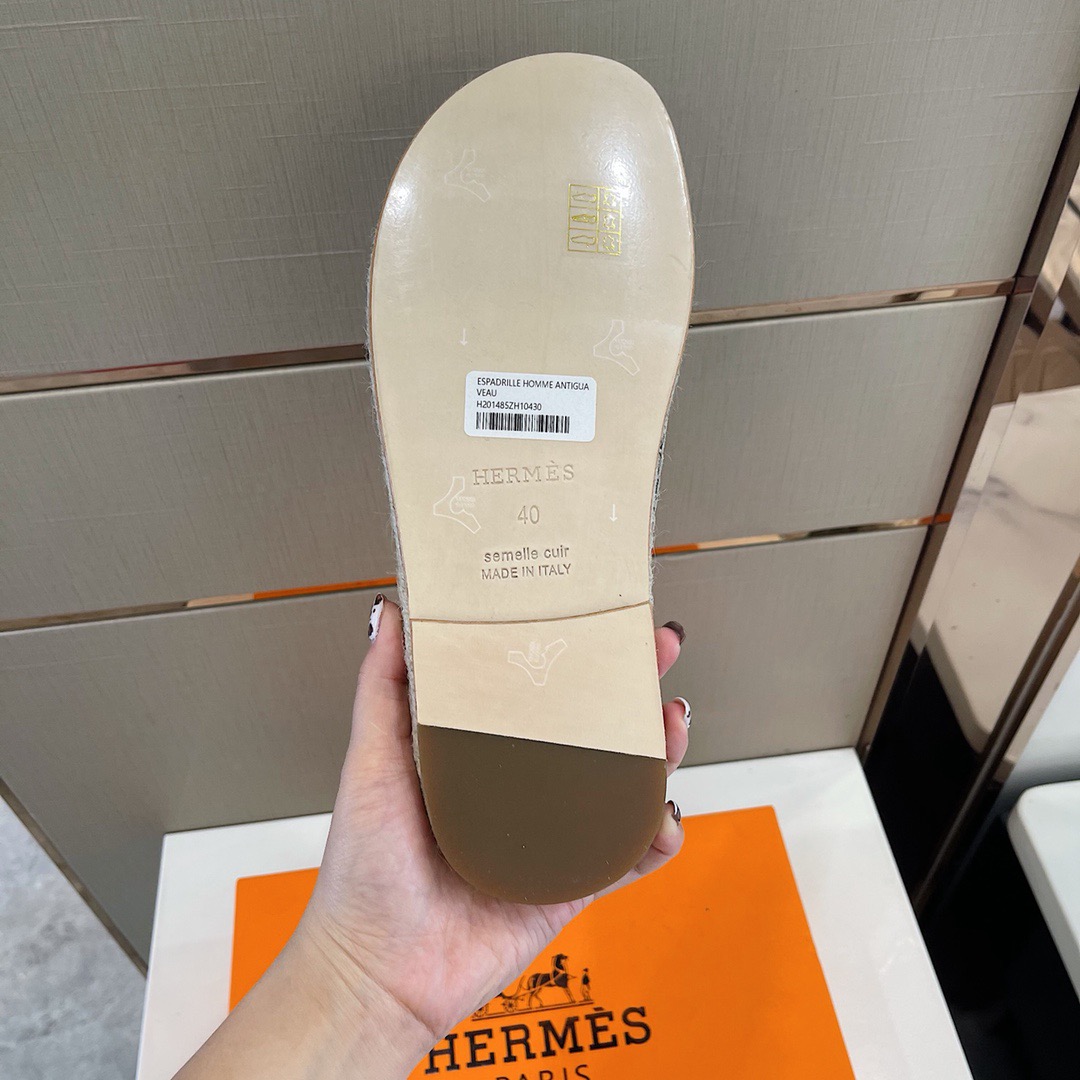 ESPADRILLE HOMME ANTIGUA
VEAU
H201485ZH10430
HERMÈS
40
semelle cuir
MADE IN ITALY
HERMÈS
PARIS